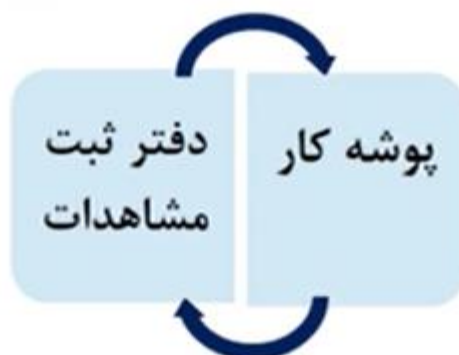 پوشه کار
دفتر ثبت
مشاهدات